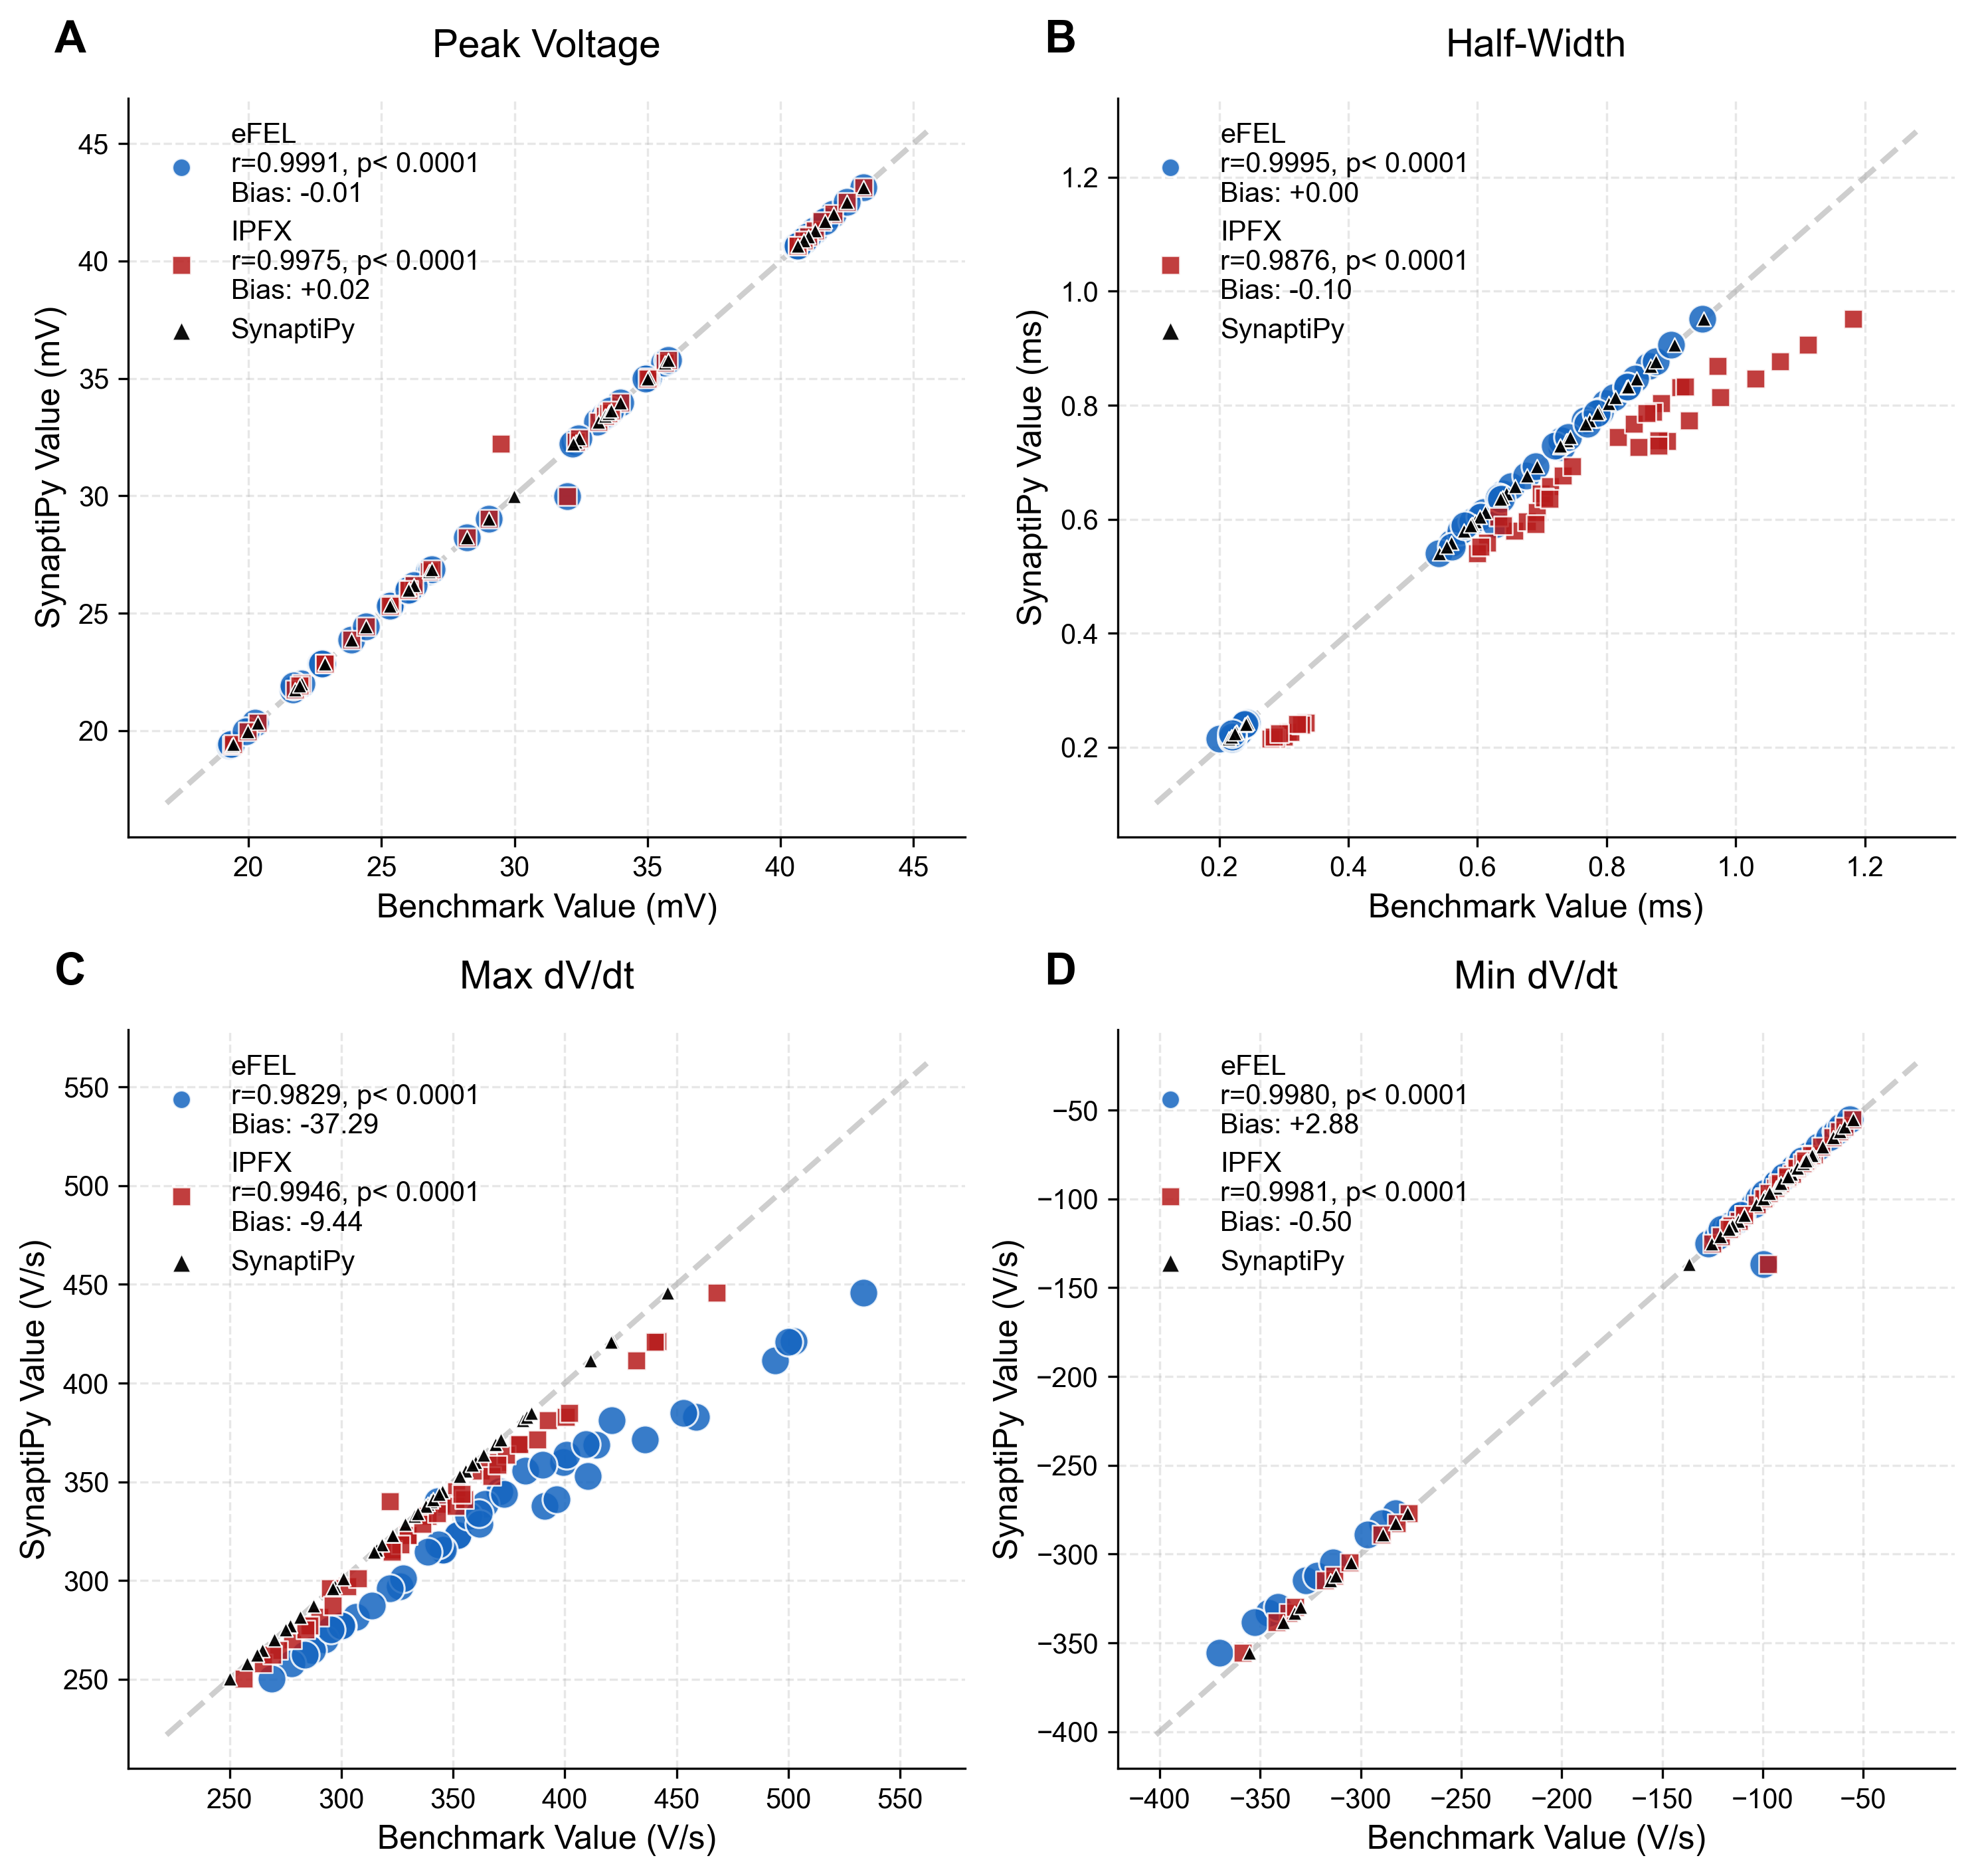 A
Peak Voltage
eFEL
r=0.9991, p< 0.0001
Bias: -0.01
IPFX
r=0.9975, p< 0.0001
Bias: +0.02
SynaptiPy
SynaptiPy Value (mV)
45
40
35
30
25
20
20 25 30 35 40 45
Benchmark Value (mV)
B
Half-Width
eFEL
r=0.9995, p< 0.0001
Bias: +0.00
IPFX
r=0.9876, p< 0.0001
Bias: -0.10
SynaptiPy
SynaptiPy Value (ms)
1.2
1.0
0.8
0.6
0.4
0.2
0.2 0.4 0.6 0.8 1.0 1.2
Benchmark Value (ms)
C
Max dV/dt
eFEL
r=0.9829, p< 0.0001
Bias: -37.29
IPFX
r=0.9946, p< 0.0001
Bias: -9.44
SynaptiPy
SynaptiPy Value (V/s)
550
500
450
400
350
300
250
250 300 350 400 450 500 550
Benchmark Value (V/s)
D
Min dV/dt
eFEL
r=0.9980, p< 0.0001
Bias: +2.88
IPFX
r=0.9981, p< 0.0001
Bias: -0.50
SynaptiPy
SynaptiPy Value (V/s)
−50
−100
−150
−200
−250
−300
−350
−400
−400 −350 −300 −250 −200 −150 −100 −50
Benchmark Value (V/s)